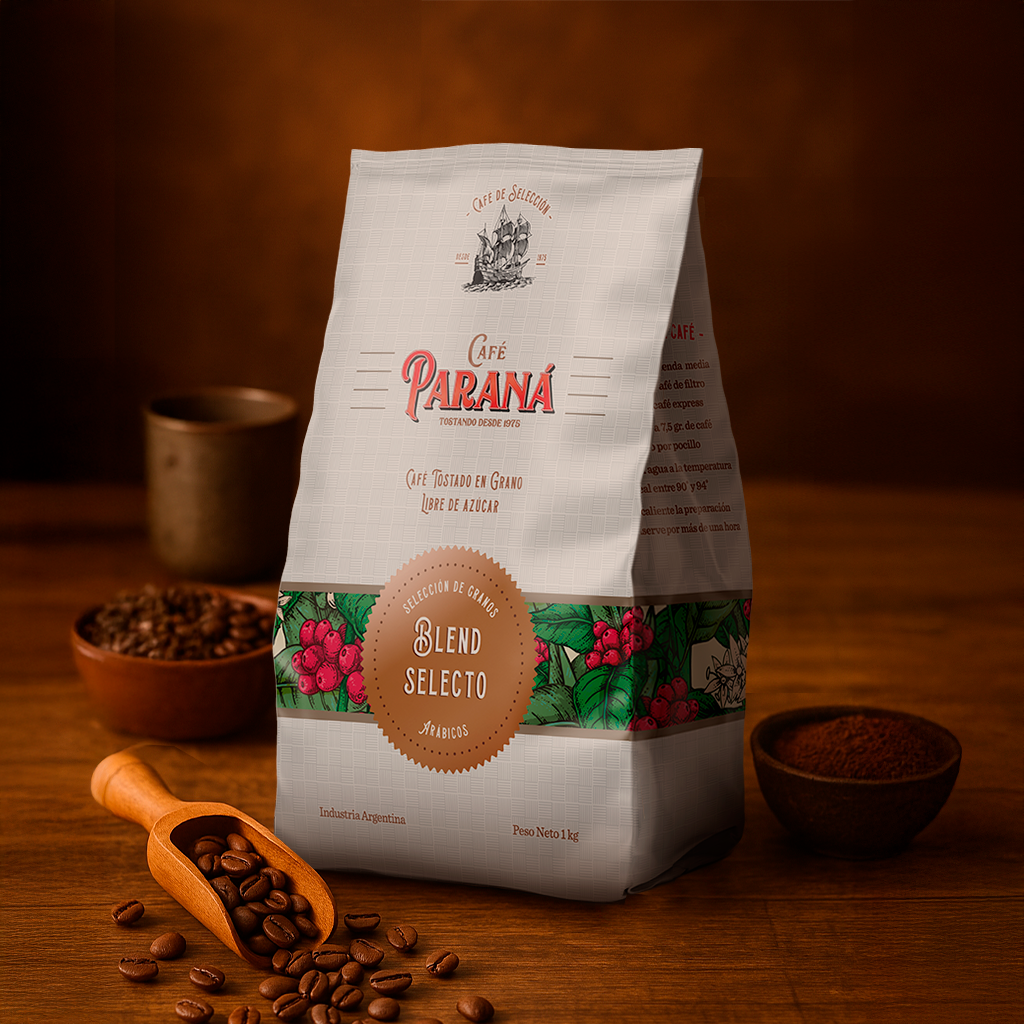 - Cafe de Selección -
DESDE 1975
Café
Paraná
TOSTANDO DESDE 1975
Café Tostado en Grano
Libre de azúcar
SELECCIÓN DE GRANOS
Blend
selecto
Arábicos
Industria Argentina
Peso Neto 1 kg
CAFÉ -
enda media
afé de filtro
café express
a 7,5 gr. de café
o por pocillo
agua a la temperatura
al entre 90° y 94°
caliente la preparación
serve por más de una hora